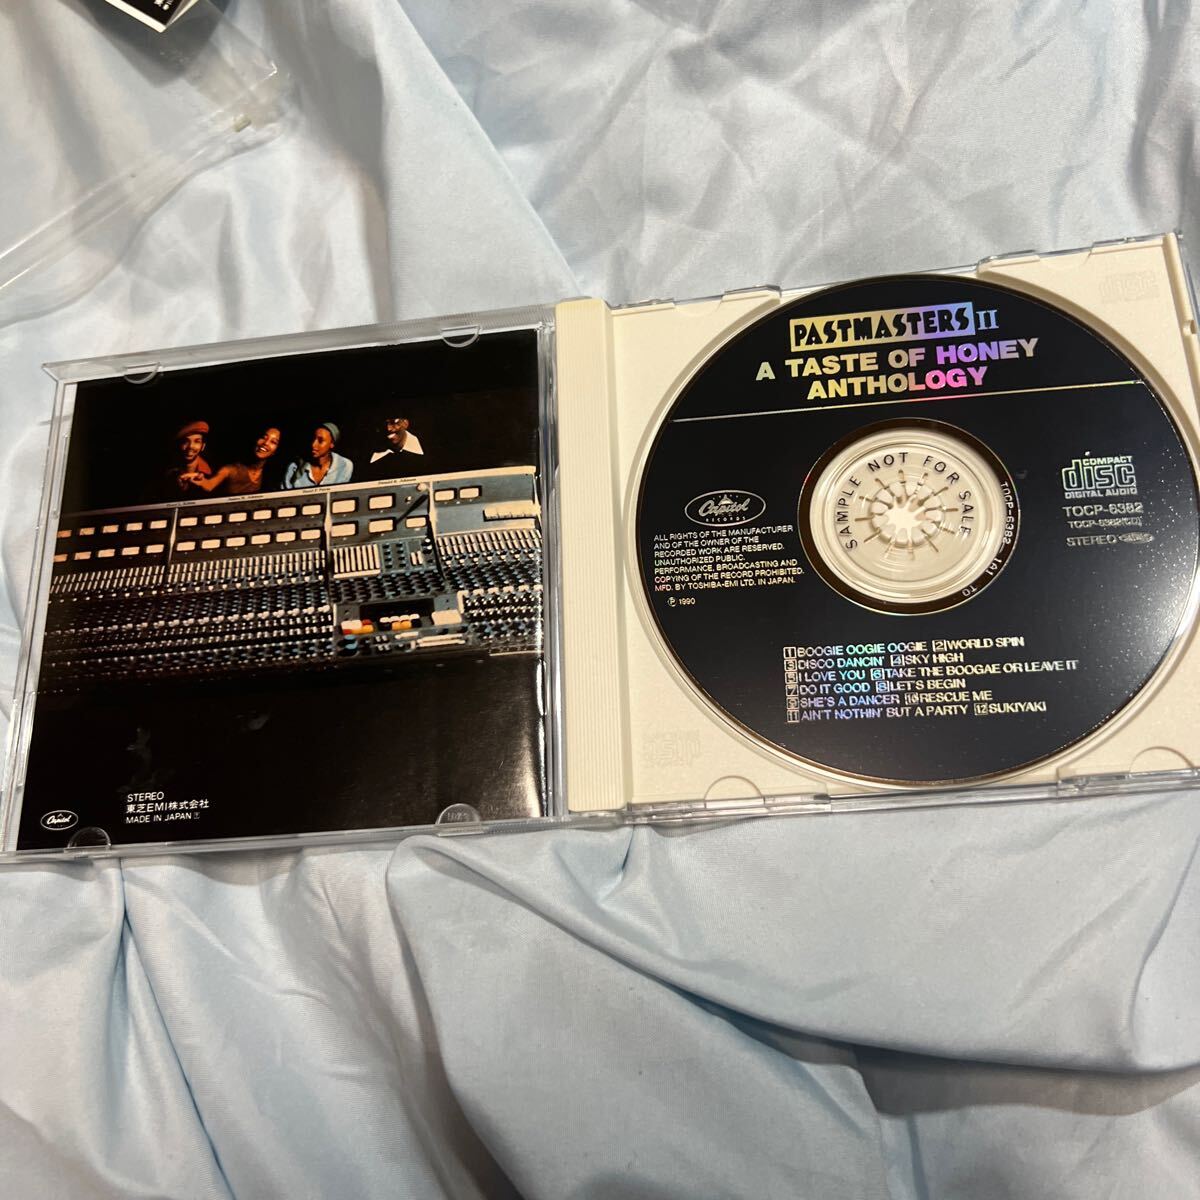 STEREO
東芝EMI株式会社
MADE IN JAPAN
Capitol
PASTMASTERS II
A TASTE OF HONEY
ANTHOLOGY
Capitol
RECORDS
ALL RIGHTS OF THE MANUFACTURER
AND OF THE OWNER OF THE
RECORDED WORK ARE RESERVED.
UNAUTHORIZED PUBLIC
PERFORMANCE, BROADCASTING AND
COPYING OF THE RECORD PROHIBITED.
MFD. BY TOSHIBA-EMI LTD. IN JAPAN.
Ⓟ 1990
SAMPLE NOT FOR SALE
TOCP-6382
COMPACT
disc
DIGITAL AUDIO
TOCP-6382
STEREO
1 BOOGIE OOGIE OOGIE 2 WORLD SPIN
3 DISCO DANCIN' 4 SKY HIGH
5 I LOVE YOU 6 TAKE THE BOOGAE OR LEAVE IT
7 DO IT GOOD 8 LET'S BEGIN
9 SHE'S A DANCER 10 RESCUE ME
11 AIN'T NOTHIN' BUT A PARTY 12 SUKIYAKI